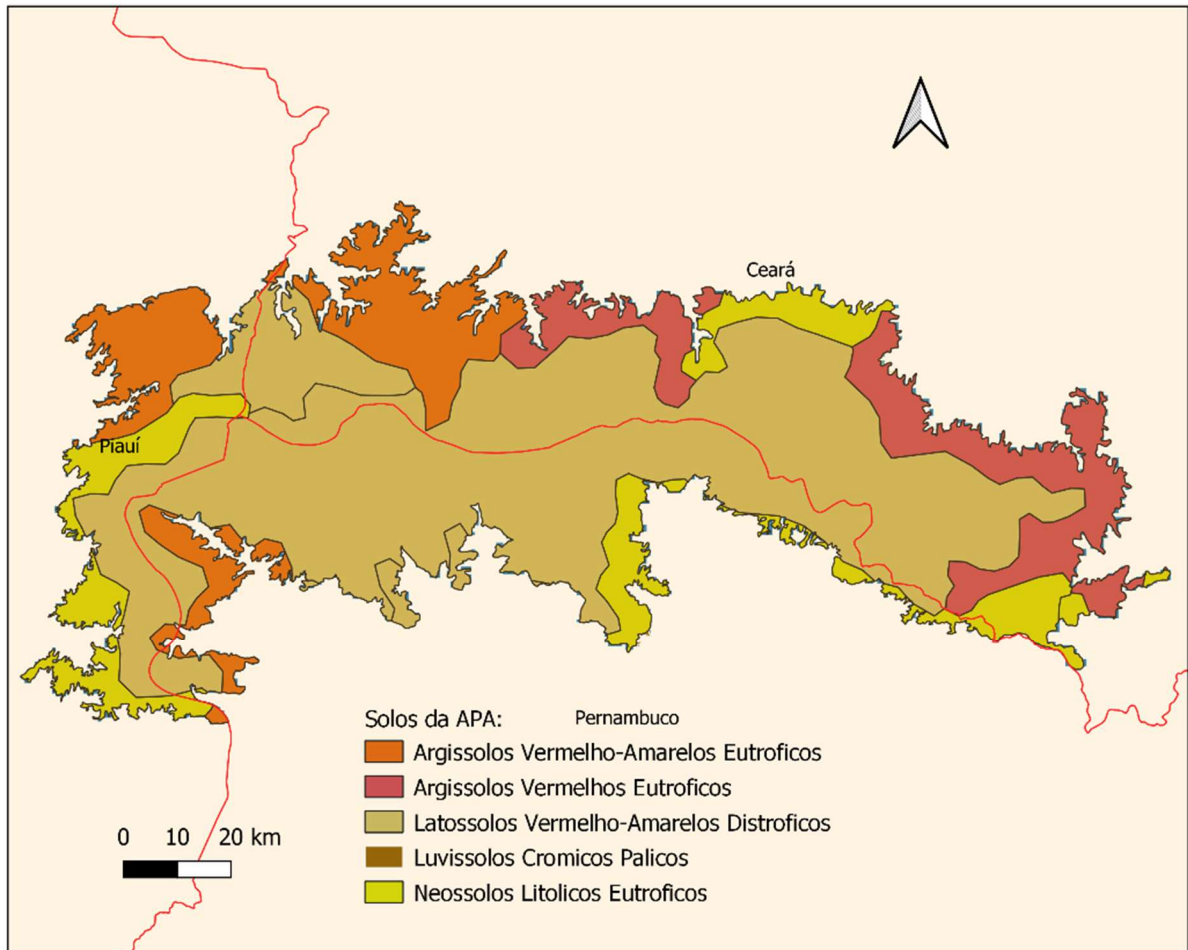 Ceará
Piauí
Solos da APA:
Pernambuco
Argissolos Vermelho-Amarelos Eutroficos
Argissolos Vermelhos Eutroficos
Latossolos Vermelho-Amarelos Distroficos
Luvissolos Cromicos Palicos
Neossolos Litolicos Eutroficos
0 10 20 km